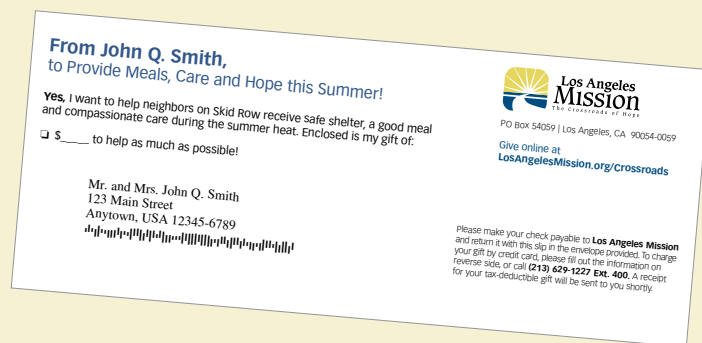 From John Q. Smith,
to Provide Meals, Care and Hope this Summer!
Yes, I want to help neighbors on Skid Row receive safe shelter, a good meal
and compassionate care during the summer heat. Enclosed is my gift of:
❏ $____ to help as much as possible!
Mr. and Mrs. John Q. Smith
123 Main Street
Anytown, USA 12345-6789
Los Angeles
Mission
The Crossroads of Hope
PO Box 54059 | Los Angeles, CA 90054-0059
Give online at
LosAngelesMission.org/Crossroads
Please make your check payable to Los Angeles Mission
and return it with this slip in the envelope provided. To charge
your gift by credit card, please fill out the information on
reverse side, or call (213) 629-1227 Ext. 400. A receipt
for your tax-deductible gift will be sent to you shortly.